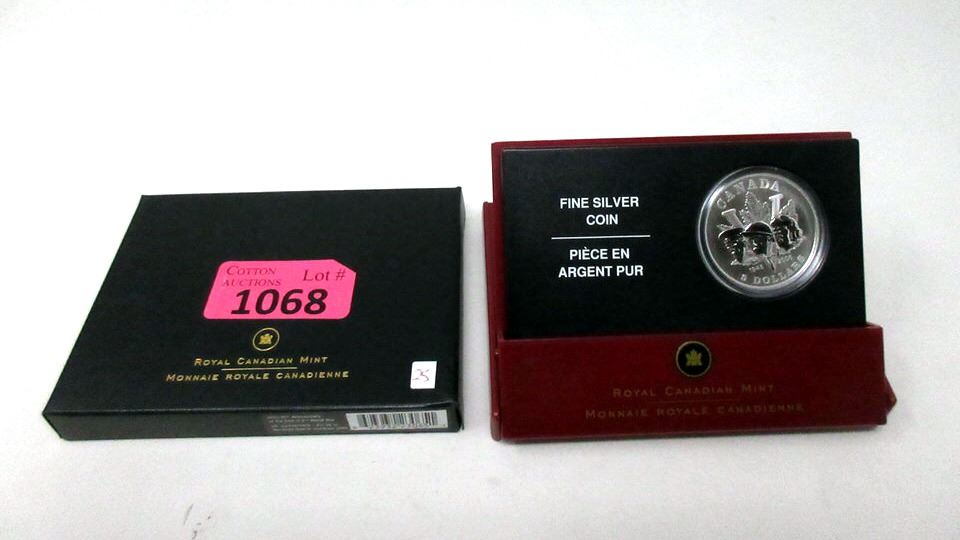 COTTON
AUCTIONS
Lot #
1068
ROYAL CANADIAN MINT
MONNAIE ROYALE CANADIENNE
25
FINE SILVER
COIN
PIÈCE EN
ARGENT PUR
CANADA
V
5 DOLLARS
ROYAL CANADIAN MINT
MONNAIE ROYALE CANADIENNE